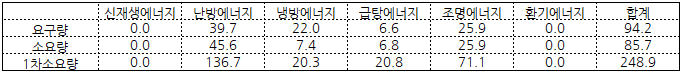 신재생에너지 난방에너지 냉방에너지 급탕에너지 조명에너지 환기에너지 합계
요구량 0.0 39.7 22.0 6.6 25.9 0.0 94.2
소요량 0.0 45.6 7.4 6.8 25.9 0.0 85.7
1차소요량 0.0 136.7 20.3 20.8 71.1 0.0 248.9